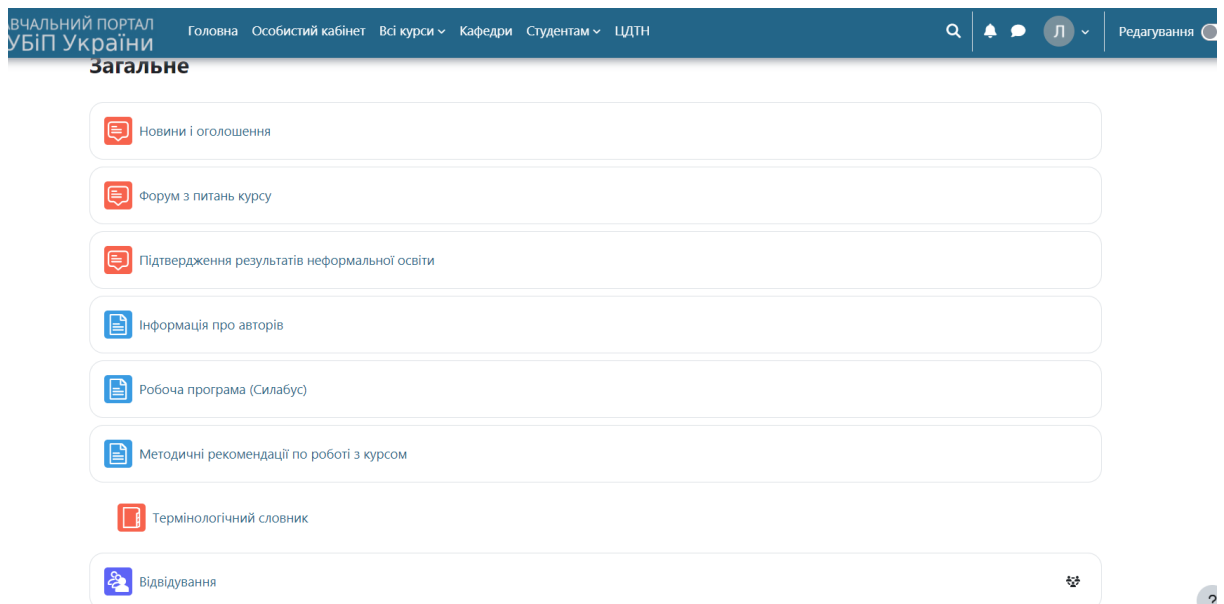 ВЧАЛЬНИЙ ПОРТАЛ
УБіП України
Головна Особистий кабінет Всі курси Кафедри Студентам ЦДТН
Л
Редагування
Загальне
Новини і оголошення
Форум з питань курсу
Підтвердження результатів неформальної освіти
Інформація про авторів
Робоча програма (Силабус)
Методичні рекомендації по роботі з курсом
Термінологічний словник
Відвідування
?